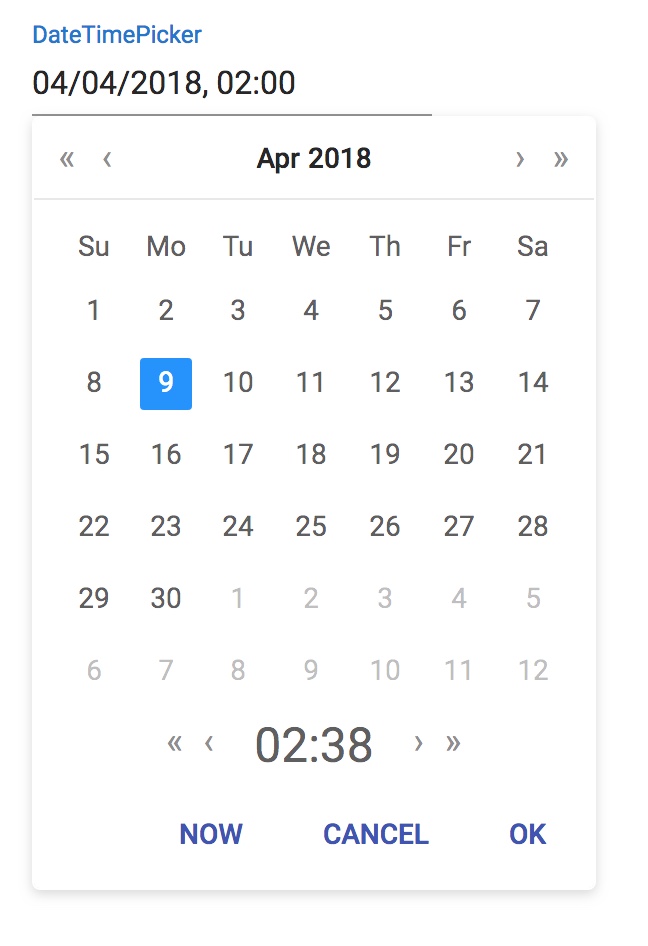 DateTimePicker
04/04/2018, 02:00
« ‹ Apr 2018 › »
Su Mo Tu We Th Fr Sa
1 2 3 4 5 6 7
8 9 10 11 12 13 14
15 16 17 18 19 20 21
22 23 24 25 26 27 28
29 30 1 2 3 4 5
6 7 8 9 10 11 12
« ‹ 02:38 › »
NOW CANCEL OK